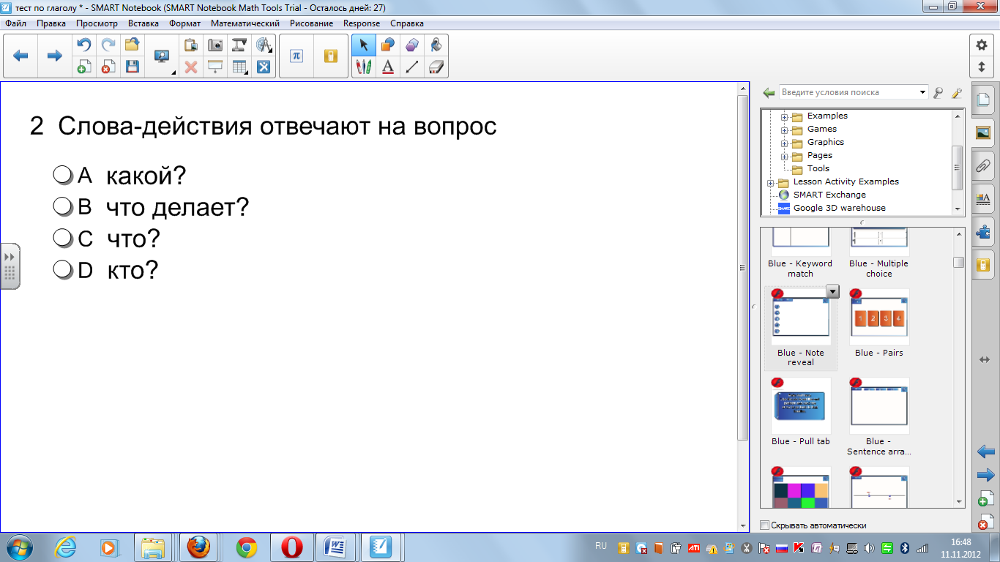 тест по глаголу * - SMART Notebook (SMART Notebook Math Tools Trial - Осталось дней: 27)
Файл Правка Просмотр Вставка Формат Математический Рисование Response Справка
2 Слова-действия отвечают на вопрос
A какой?
B что делает?
C что?
D кто?
Введите условия поиска
Examples
Games
Graphics
Pages
Tools
Lesson Activity Examples
SMART Exchange
Google 3D warehouse
Blue - Keyword match
Blue - Multiple choice
Blue - Note reveal
Blue - Pairs
1 2 3 4
Blue - Pull tab
Blue - Sentence arra...
Скрывать автоматически
RU
16:48
11.11.2012